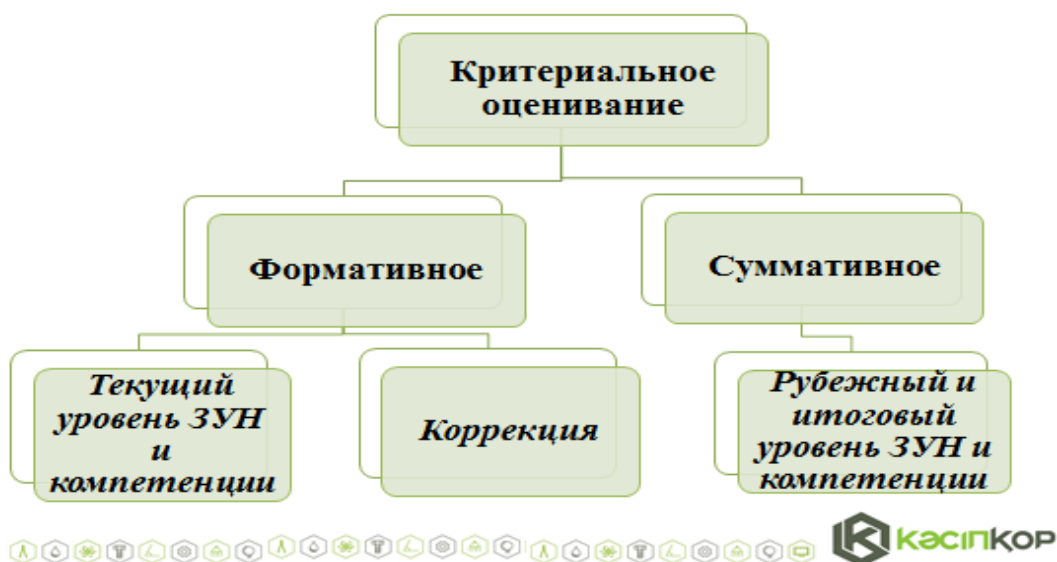 Критериальное
оценивание
Формативное
Суммативное
Текущий
уровень ЗУН
и
компетенции
Коррекция
Рубежный и
итоговый
уровень ЗУН и
компетенции
кәсіпқор